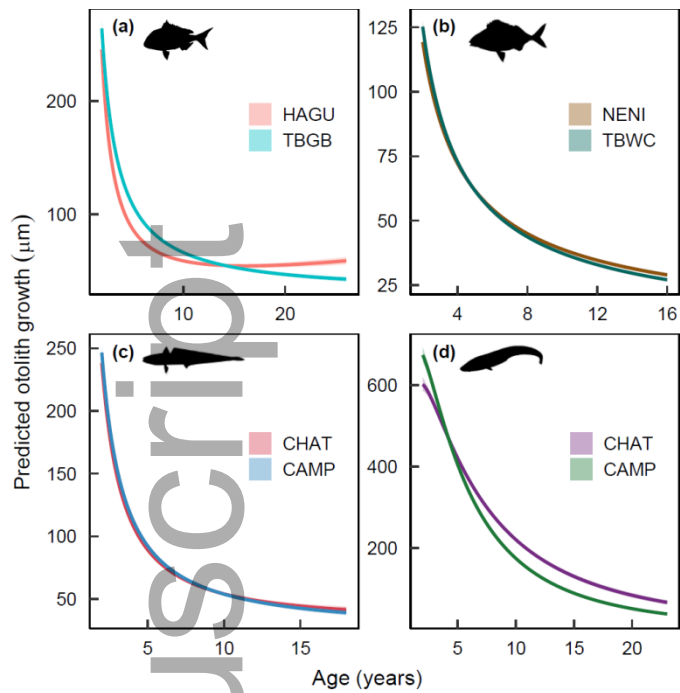 (a)
HAGU
TBGB
200
100
10
20
(b)
NENI
TBWC
125
100
75
50
25
4
8
12
16
(c)
CHAT
CAMP
250
200
150
100
50
5
10
15
(d)
CHAT
CAMP
600
400
200
5
10
15
20
Predicted otolith growth (μm)
Age (years)
uscript